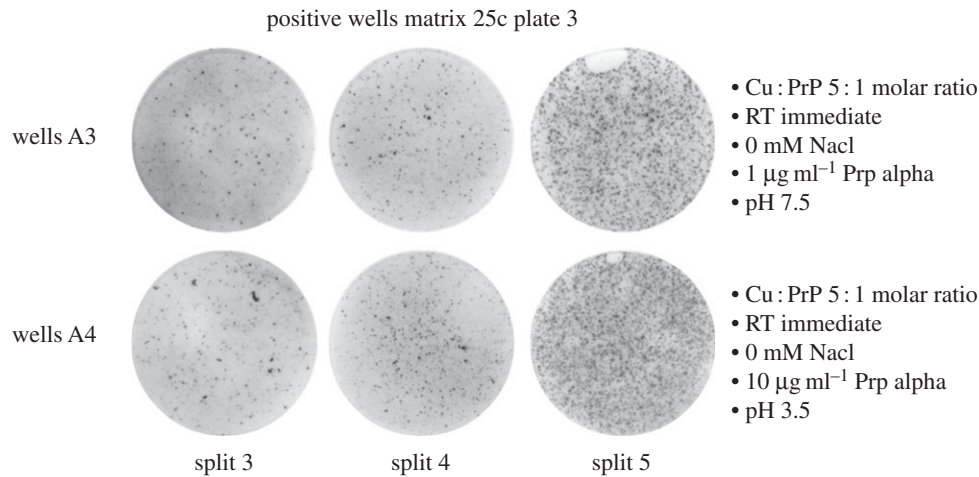 positive wells matrix 25c plate 3
wells A3
• Cu : PrP 5 : 1 molar ratio
• RT immediate
• 0 mM Nacl
• 1 μg ml⁻¹ Prp alpha
• pH 7.5
wells A4
• Cu : PrP 5 : 1 molar ratio
• RT immediate
• 0 mM Nacl
• 10 μg ml⁻¹ Prp alpha
• pH 3.5
split 3
split 4
split 5